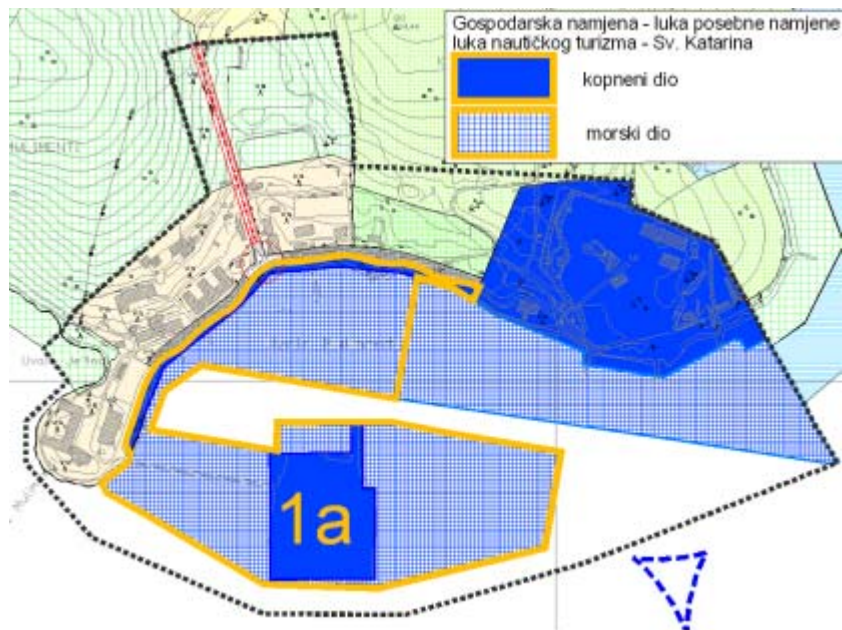 Gospodarska namjena - luka posebne namjene
luka nautičkog turizma - Sv. Katarina
kopneni dio
morski dio
1a